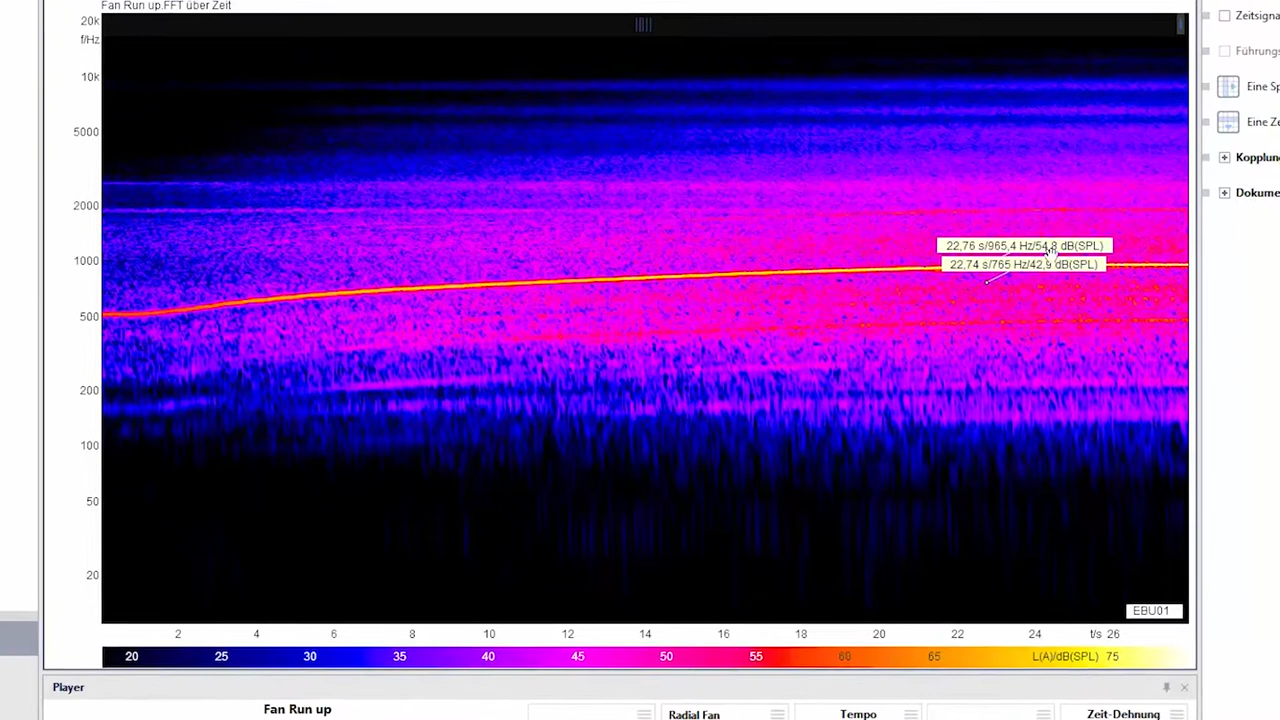 Fan Run up.FFT über Zeit
20k
f/Hz
10k
5000
2000
1000
500
200
100
50
20
22,76 s/965,4 Hz/54,8 dB(SPL)
22,74 s/765 Hz/42,9 dB(SPL)
EBU01
2 4 6 8 10 12 14 16 18 20 22 24 t/s 26
20 25 30 35 40 45 50 55 60 65 L(A)/dB(SPL) 75
Zeitsigna
Führungs
Eine Sp
Eine Ze
Kopplun
Dokume
Player
Fan Run up
Radial Fan
Tempo
Zeit-Dehnung